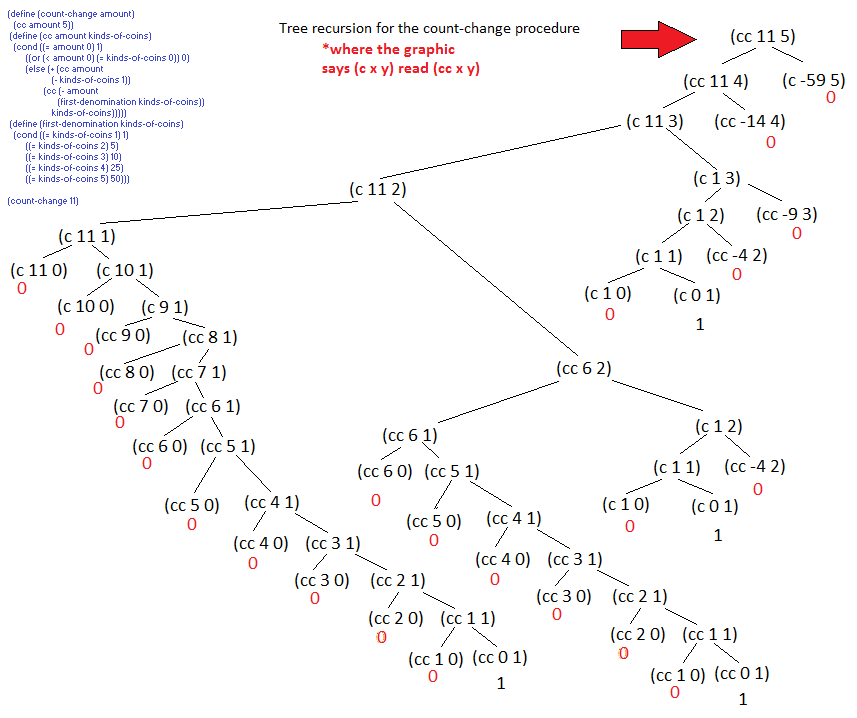 (define (count-change amount)
(cc amount 5))
(define (cc amount kinds-of-coins)
(cond ((= amount 0) 1)
((or (< amount 0) (= kinds-of-coins 0)) 0)
(else (+ (cc amount
(- kinds-of-coins 1))
(cc (- amount
(first-denomination kinds-of-coins))
kinds-of-coins)))))
(define (first-denomination kinds-of-coins)
(cond ((= kinds-of-coins 1) 1)
((= kinds-of-coins 2) 5)
((= kinds-of-coins 3) 10)
((= kinds-of-coins 4) 25)
((= kinds-of-coins 5) 50)))
(count-change 11)
Tree recursion for the count-change procedure
*where the graphic
says (c x y) read (cc x y)
(cc 11 5)
(cc 11 4) (c -59 5)
0
(c 11 3) (cc -14 4)
0
(c 11 2) (c 1 3)
(c 1 2) (cc -9 3)
0
(c 11 1) (c 1 1) (cc -4 2)
0
(c 11 0) (c 10 1) (c 1 0) (c 0 1)
0 0 1
(c 10 0) (c 9 1)
0
(cc 9 0) (cc 8 1)
0
(cc 8 0) (cc 7 1) (cc 6 2)
0
(cc 7 0) (cc 6 1)
0
(cc 6 1) (c 1 2)
(cc 6 0) (cc 5 1)
0
(cc 6 0) (cc 5 1) (c 1 1) (cc -4 2)
0 0
(cc 5 0) (cc 4 1) (cc 5 0) (cc 4 1) (c 1 0) (c 0 1)
0 0 0 1
(cc 4 0) (cc 3 1) (cc 4 0) (cc 3 1)
0 0
(cc 3 0) (cc 2 1) (cc 3 0) (cc 2 1)
0 0
(cc 2 0) (cc 1 1) (cc 2 0) (cc 1 1)
0 0
(cc 1 0) (cc 0 1) (cc 1 0) (cc 0 1)
0 1 0 1